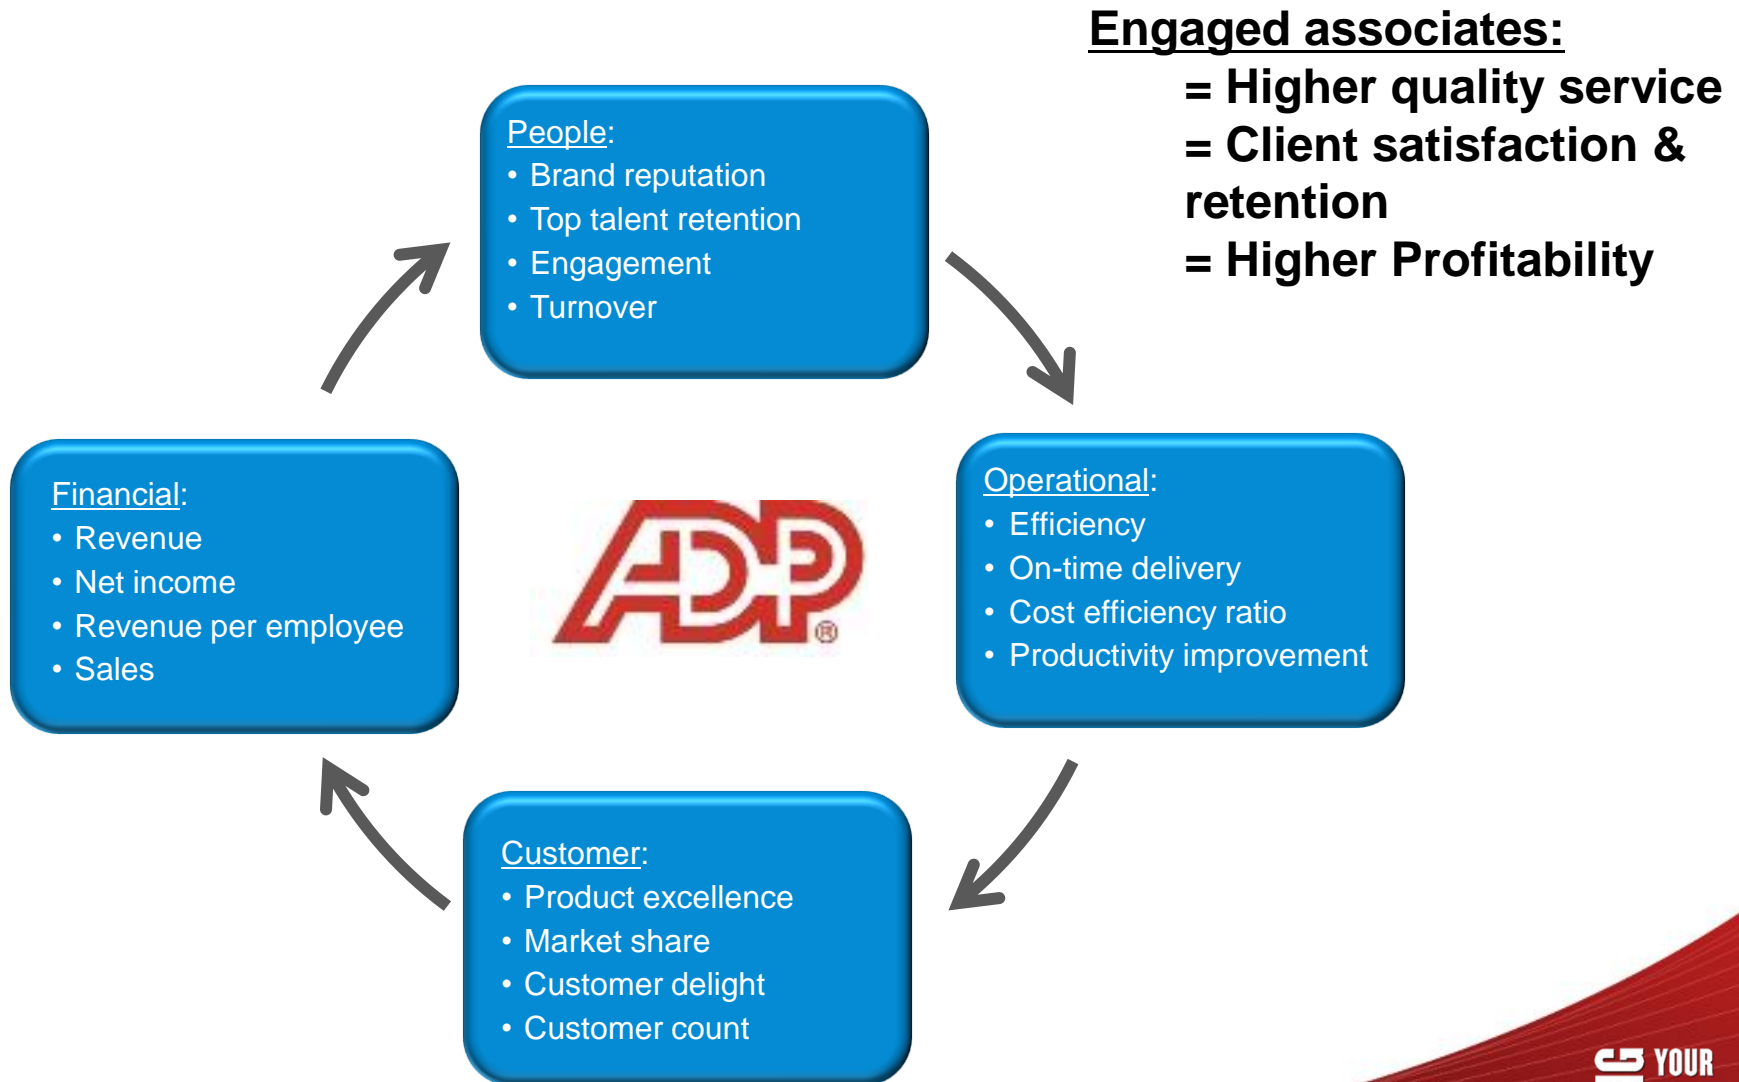 Engaged associates:
= Higher quality service
= Client satisfaction &
retention
= Higher Profitability
People:
• Brand reputation
• Top talent retention
• Engagement
• Turnover
Financial:
• Revenue
• Net income
• Revenue per employee
• Sales
ADP®
Operational:
• Efficiency
• On-time delivery
• Cost efficiency ratio
• Productivity improvement
Customer:
• Product excellence
• Market share
• Customer delight
• Customer count
YOUR